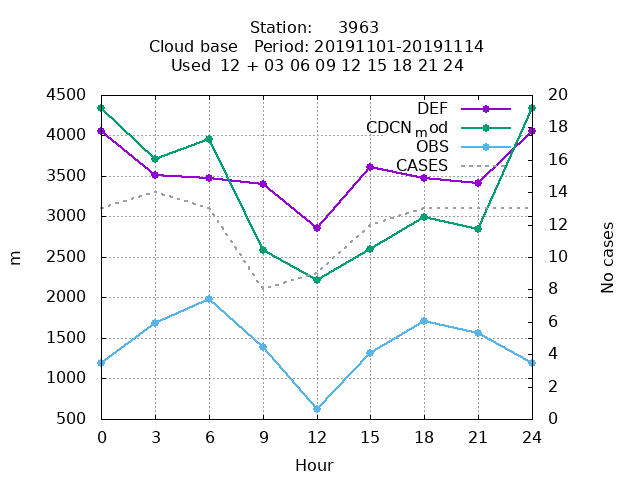 Station: 3963
Cloud base Period: 20191101-20191114
Used 12 + 03 06 09 12 15 18 21 24
4500 20
DEF
CDCN mod
OBS
CASES
4000 18
3500 16
3000 14
2500 12
2000 10
1500 8
1000 6
500 4
2
0
m
No cases
0 3 6 9 12 15 18 21 24
Hour